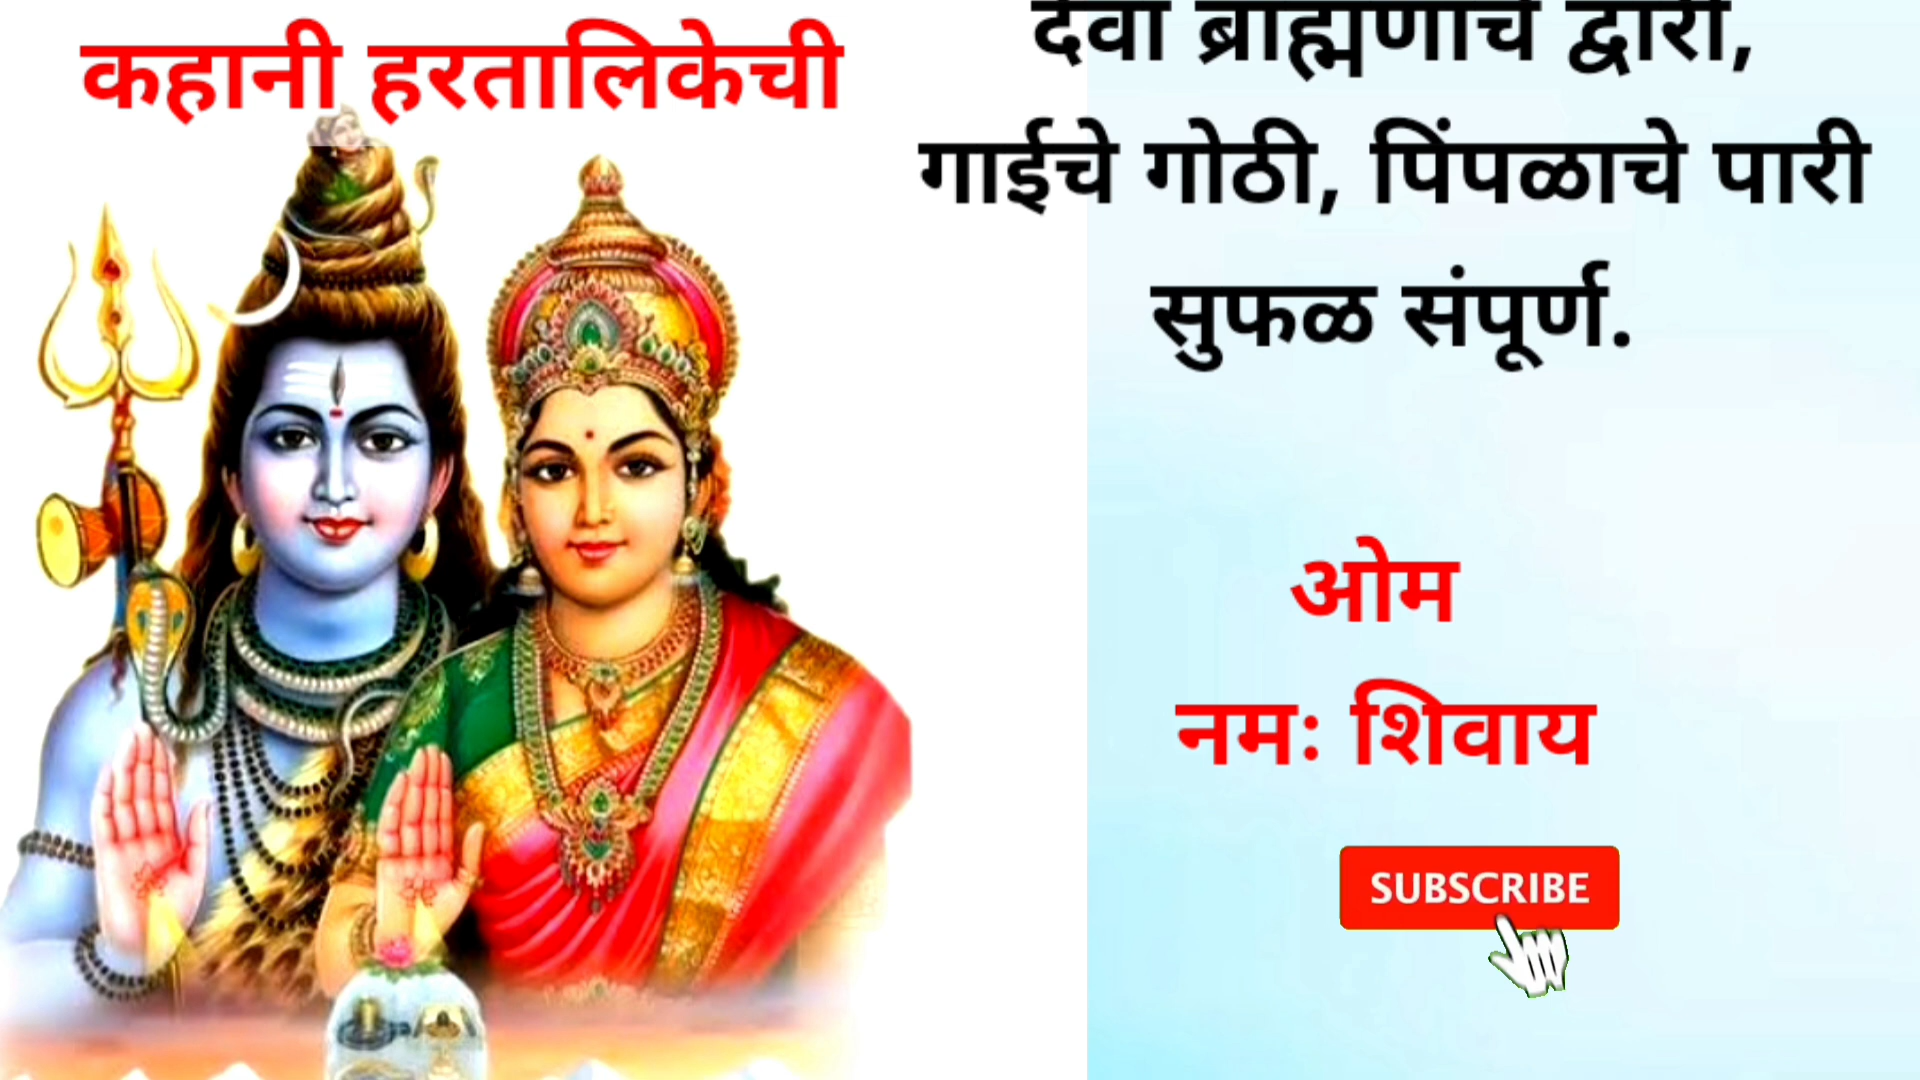 कहानी हरतालिकेची
देवा ब्राह्मणाचे द्वारी,
गाईचे गोठी, पिंपळाचे पारी
सुफळ संपूर्ण.
ओम
नमः शिवाय
SUBSCRIBE